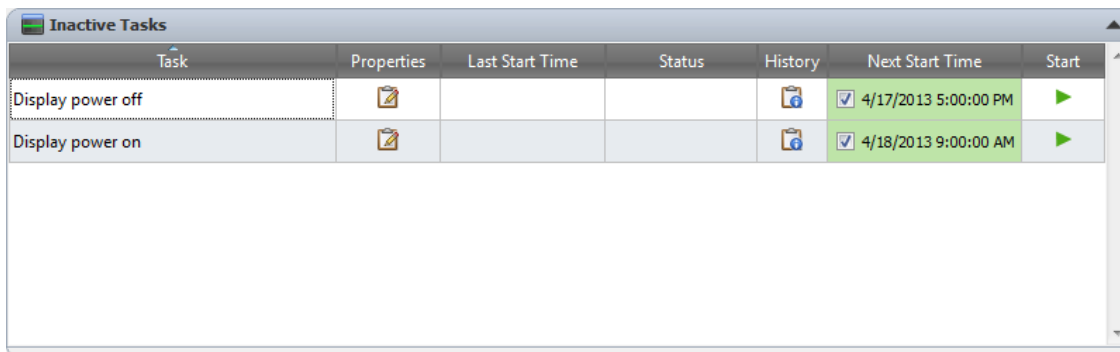 Inactive Tasks
Task Properties Last Start Time Status History Next Start Time Start
Display power off 4/17/2013 5:00:00 PM
Display power on 4/18/2013 9:00:00 AM